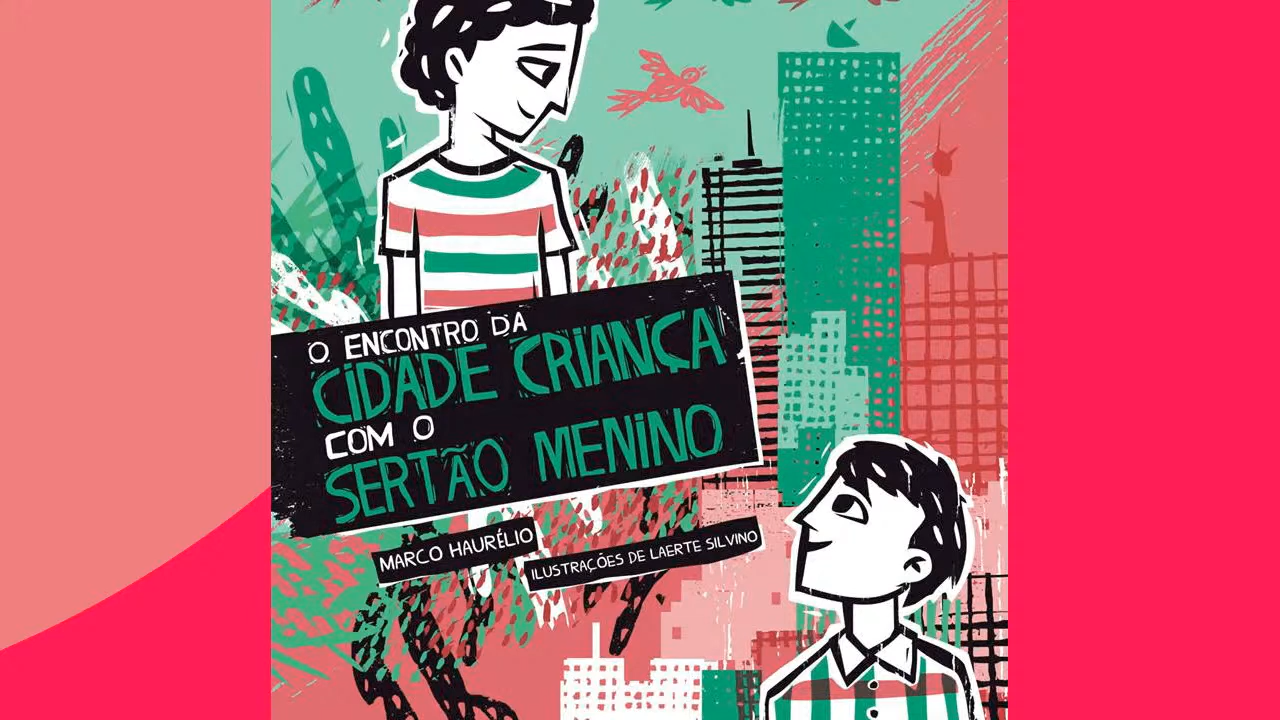 O ENCONTRO DA
CIDADE CRIANÇA
COM O
SERTÃO MENINO
MARCO HAURÉLIO
ILUSTRAÇÕES DE LAERTE SILVINO